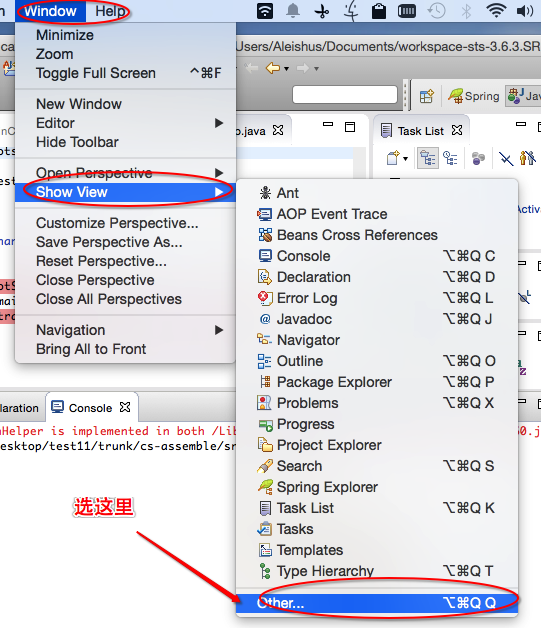 Window Help
Minimize
Zoom
Toggle Full Screen ^⌘F
/Users/Aleishus/Documents/workspace-sts-3.6.3.SR
Spring
New Window
Editor
Hide Toolbar
.java
Task List
Open Perspective
Show View
Customize Perspective...
Save Perspective As...
Reset Perspective...
Close Perspective
Close All Perspectives
Navigation
Bring All to Front
Ant
AOP Event Trace
Beans Cross References
Console ⌥⌘Q C
Declaration ⌥⌘Q D
Error Log ⌥⌘Q L
Javadoc ⌥⌘Q J
Navigator
Outline ⌥⌘Q O
Package Explorer ⌥⌘Q P
Problems ⌥⌘Q X
Progress
Project Explorer
Search ⌥⌘Q S
Spring Explorer
Task List ⌥⌘Q K
Tasks
Templates
Type Hierarchy ⌥⌘Q T
Other... ⌥⌘Q Q
laration Console
Helper is implemented in both /Lib
esktop/test11/trunk/cs-assemble/sr
选这里